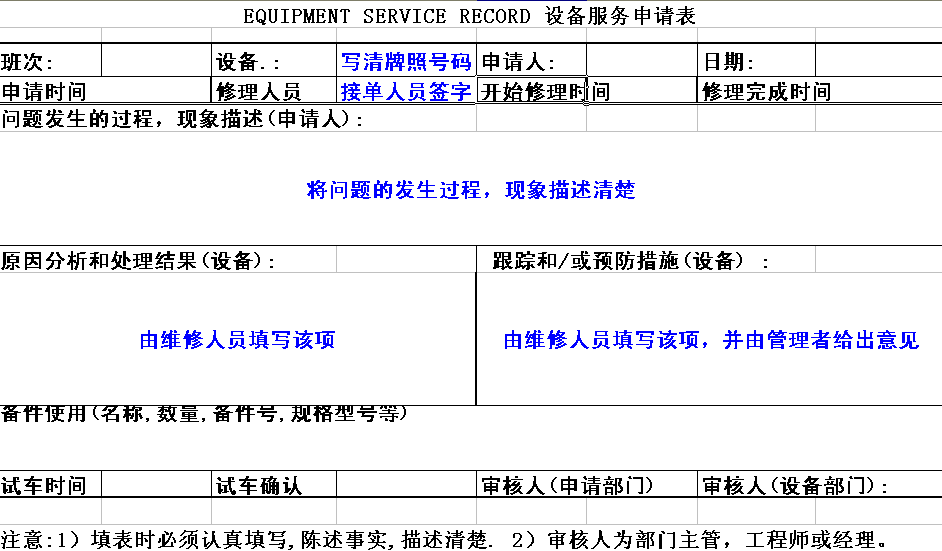 EQUIPMENT SERVICE RECORD 设备服务申请表
班次: 设备.: 写清牌照号码 申请人: 日期:
申请时间 修理人员 接单人员签字 开始修理时间 修理完成时间
问题发生的过程，现象描述(申请人):
将问题的发生过程，现象描述清楚
原因分析和处理结果(设备): 跟踪和/或预防措施(设备) :
由维修人员填写该项 由维修人员填写该项，并由管理者给出意见
备件使用(名称,数量,备件号,规格型号等)
试车时间 试车确认 审核人(申请部门) 审核人(设备部门):
注意:1) 填表时必须认真填写,陈述事实,描述清楚. 2) 审核人为部门主管，工程师或经理。